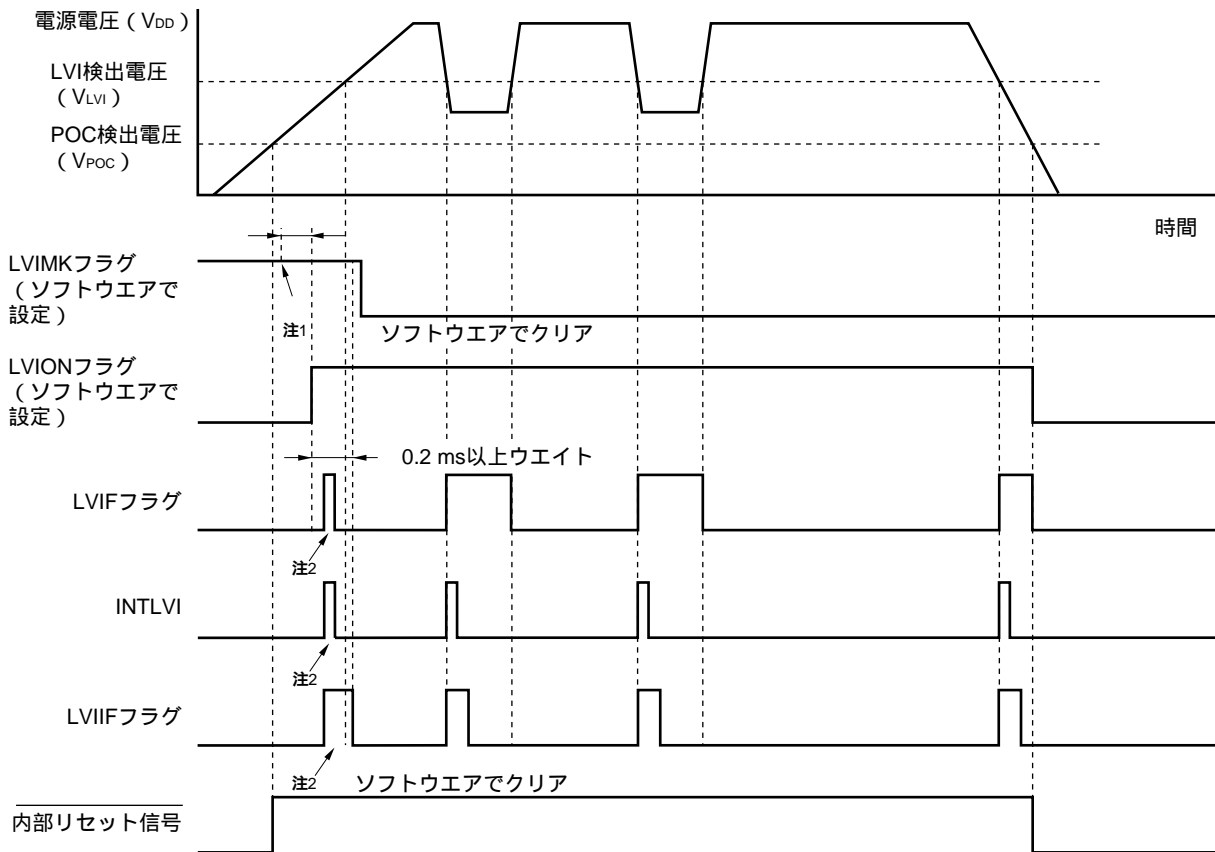 電源電圧（VDD）
LVI検出電圧
（VLVI）
POC検出電圧
（VPOC）
時間
LVIMKフラグ
（ソフトウエアで
設定）
注1
ソフトウエアでクリア
LVIONフラグ
（ソフトウエアで
設定）
0.2 ms以上ウエイト
LVIFフラグ
注2
INTLVI
注2
LVIIFフラグ
注2
ソフトウエアでクリア
内部リセット信号